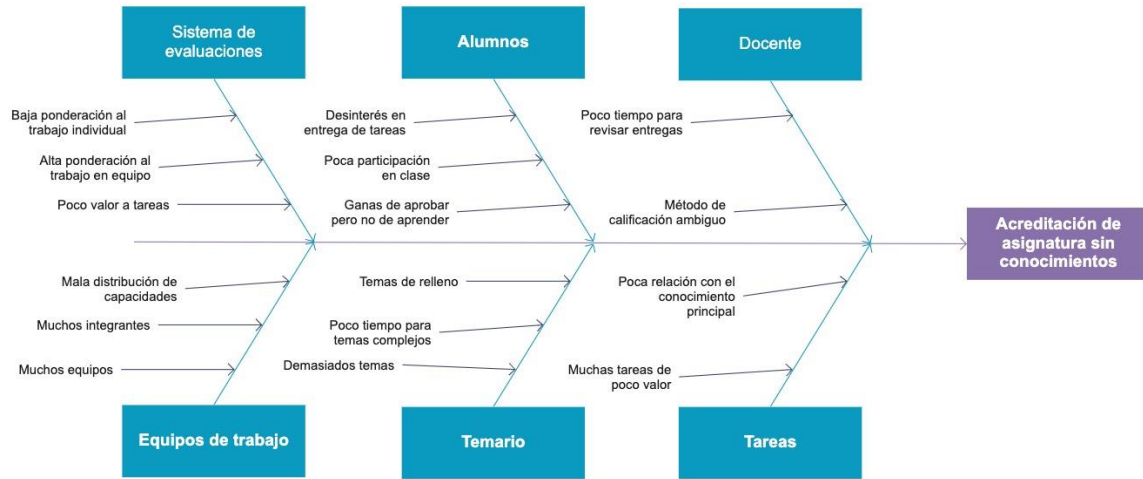 Sistema de
evaluaciones
Alumnos
Docente
Baja ponderación al
trabajo individual
Alta ponderación al
trabajo en equipo
Poco valor a tareas
Desinterés en
entrega de tareas
Poca participación
en clase
Ganas de aprobar
pero no de aprender
Poco tiempo para
revisar entregas
Método de
calificación ambiguo
Acreditación de
asignatura sin
conocimientos
Mala distribución de
capacidades
Muchos integrantes
Muchos equipos
Temas de relleno
Poco tiempo para
temas complejos
Demasiados temas
Poca relación con el
conocimiento
principal
Muchas tareas de
poco valor
Equipos de trabajo
Temario
Tareas